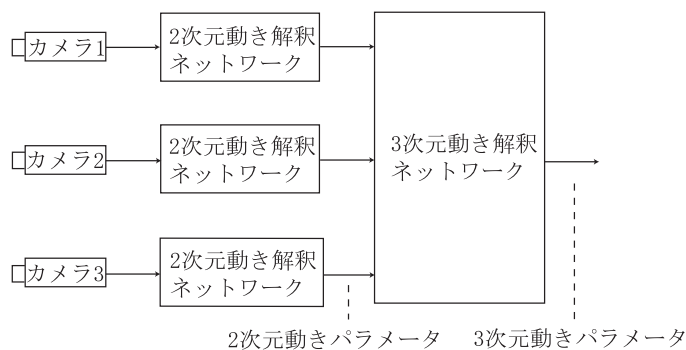 カメラ1
2次元動き解釈
ネットワーク
カメラ2
2次元動き解釈
ネットワーク
カメラ3
2次元動き解釈
ネットワーク
3次元動き解釈
ネットワーク
2次元動きパラメータ
3次元動きパラメータ